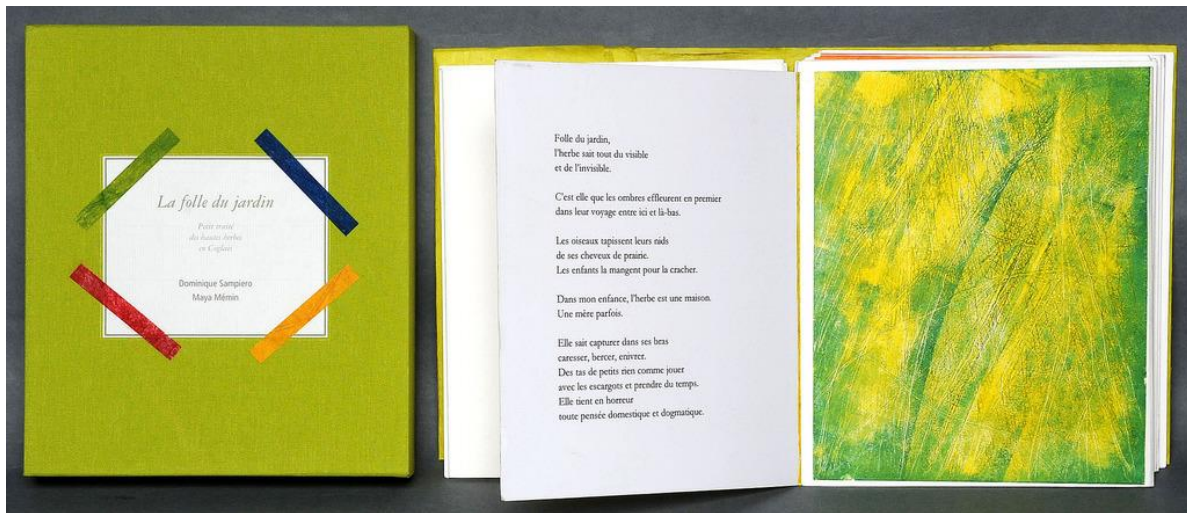 La folle du jardin
Petit traité
des hautes herbes
en Coglais
Dominique Sampiero
Maya Mémin
Folle du jardin,
l'herbe sait tout du visible
et de l'invisible.
C'est elle que les ombres effleurent en premier
dans leur voyage entre ici et là-bas.
Les oiseaux tapissent leurs nids
de ses cheveux de prairie.
Les enfants la mangent pour la cracher.
Dans mon enfance, l'herbe est une maison.
Une mère parfois.
Elle sait capturer dans ses bras
caresser, bercer, enivrer.
Des tas de petits rien comme jouer
avec les escargots et prendre du temps.
Elle tient en horreur
toute pensée domestique et dogmatique.